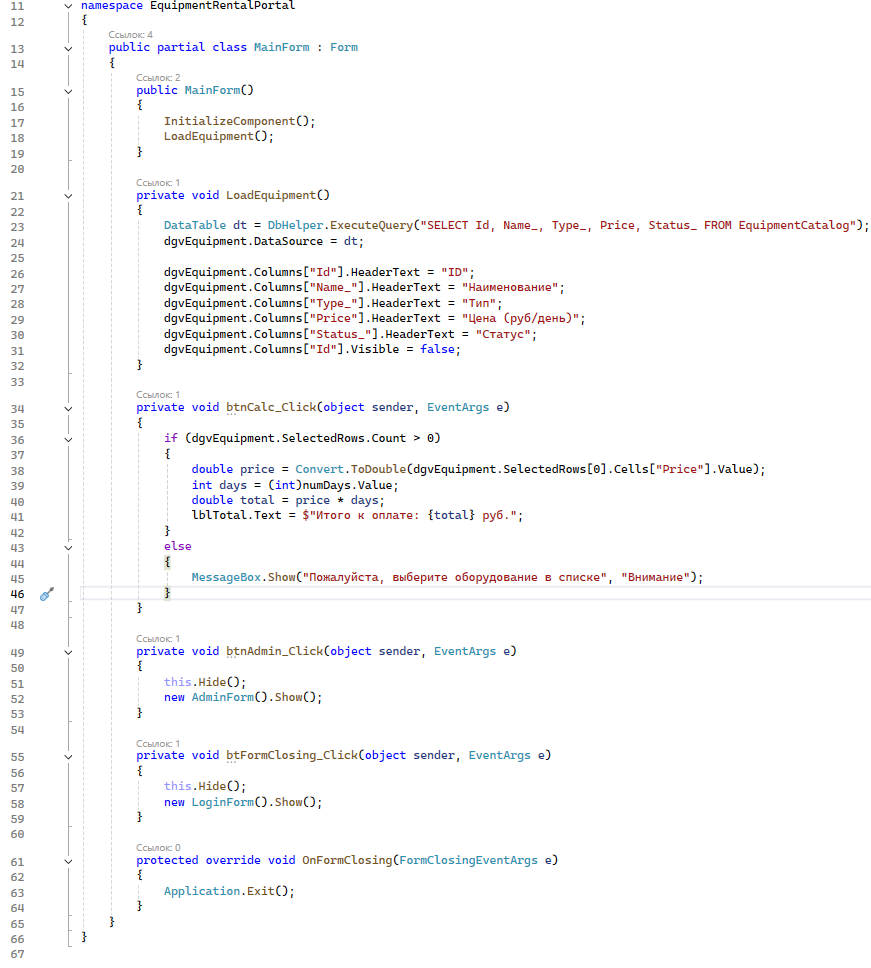 11 namespace EquipmentRentalPortal
12 {
Ссылок: 4
13 public partial class MainForm : Form
14 {
Ссылок: 2
15 public MainForm()
16 {
17 InitializeComponent();
18 LoadEquipment();
19 }
20
Ссылок: 1
21 private void LoadEquipment()
22 {
23 DataTable dt = DbHelper.ExecuteQuery("SELECT Id, Name_, Type_, Price, Status_ FROM EquipmentCatalog");
24 dgvEquipment.DataSource = dt;
25
26 dgvEquipment.Columns["Id"].HeaderText = "ID";
27 dgvEquipment.Columns["Name_"].HeaderText = "Наименование";
28 dgvEquipment.Columns["Type_"].HeaderText = "Тип";
29 dgvEquipment.Columns["Price"].HeaderText = "Цена (руб/день)";
30 dgvEquipment.Columns["Status_"].HeaderText = "Статус";
31 dgvEquipment.Columns["Id"].Visible = false;
32 }
33
Ссылок: 1
34 private void btnCalc_Click(object sender, EventArgs e)
35 {
36 if (dgvEquipment.SelectedRows.Count > 0)
37 {
38 double price = Convert.ToDouble(dgvEquipment.SelectedRows[0].Cells["Price"].Value);
39 int days = (int)numDays.Value;
40 double total = price * days;
41 lblTotal.Text = $"Итого к оплате: {total} руб.";
42 }
43 else
44 {
45 MessageBox.Show("Пожалуйста, выберите оборудование в списке", "Внимание");
46 }
47 }
48
Ссылок: 1
49 private void btnAdmin_Click(object sender, EventArgs e)
50 {
51 this.Hide();
52 new AdminForm().Show();
53 }
54
Ссылок: 1
55 private void btFormClosing_Click(object sender, EventArgs e)
56 {
57 this.Hide();
58 new LoginForm().Show();
59 }
60
Ссылок: 0
61 protected override void OnFormClosing(FormClosingEventArgs e)
62 {
63 Application.Exit();
64 }
65 }
66 }
67